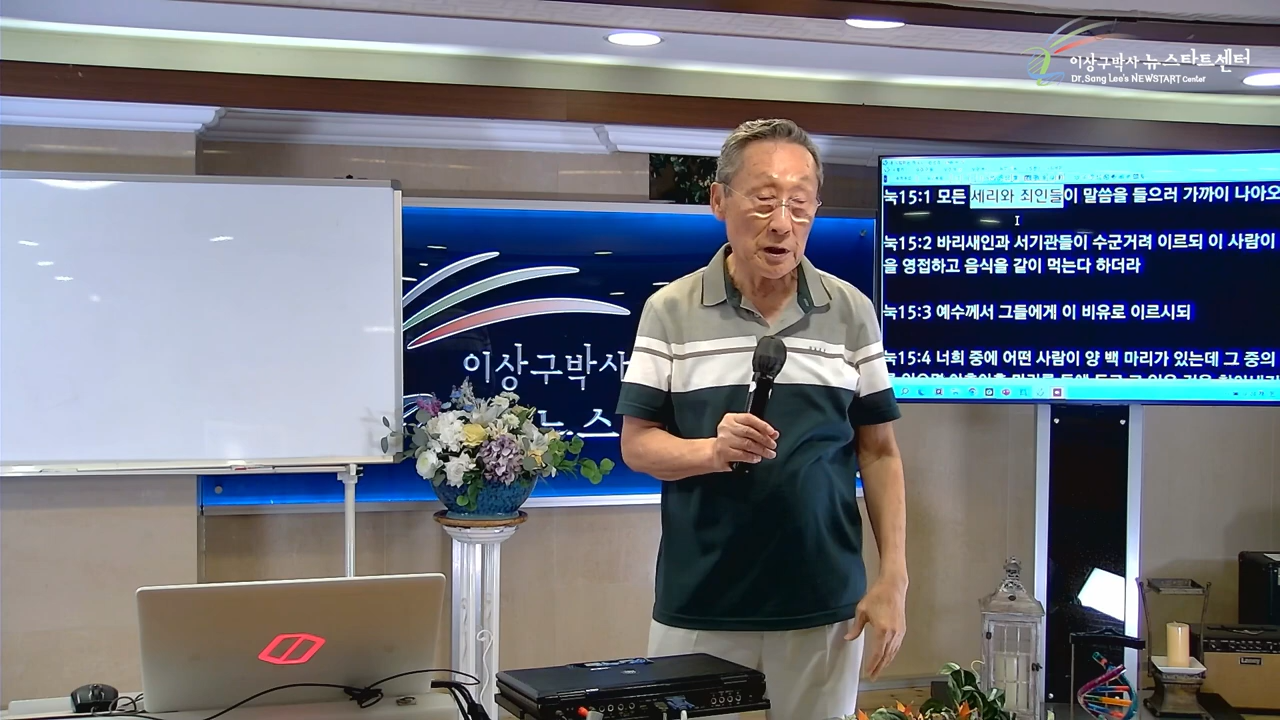 이상구박사 뉴스타트센터
Dr. Sang Lee's NEWSTART Center
눅15:1 모든 세리와 죄인들이 말씀을 들으러 가까이 나아오
눅15:2 바리새인과 서기관들이 수군거려 이르되 이 사람이
을 영접하고 음식을 같이 먹는다 하더라
눅15:3 예수께서 그들에게 이 비유로 이르시되
눅15:4 너희 중에 어떤 사람이 양 백 마리가 있는데 그 중의
이상구박사
뉴스
Laney